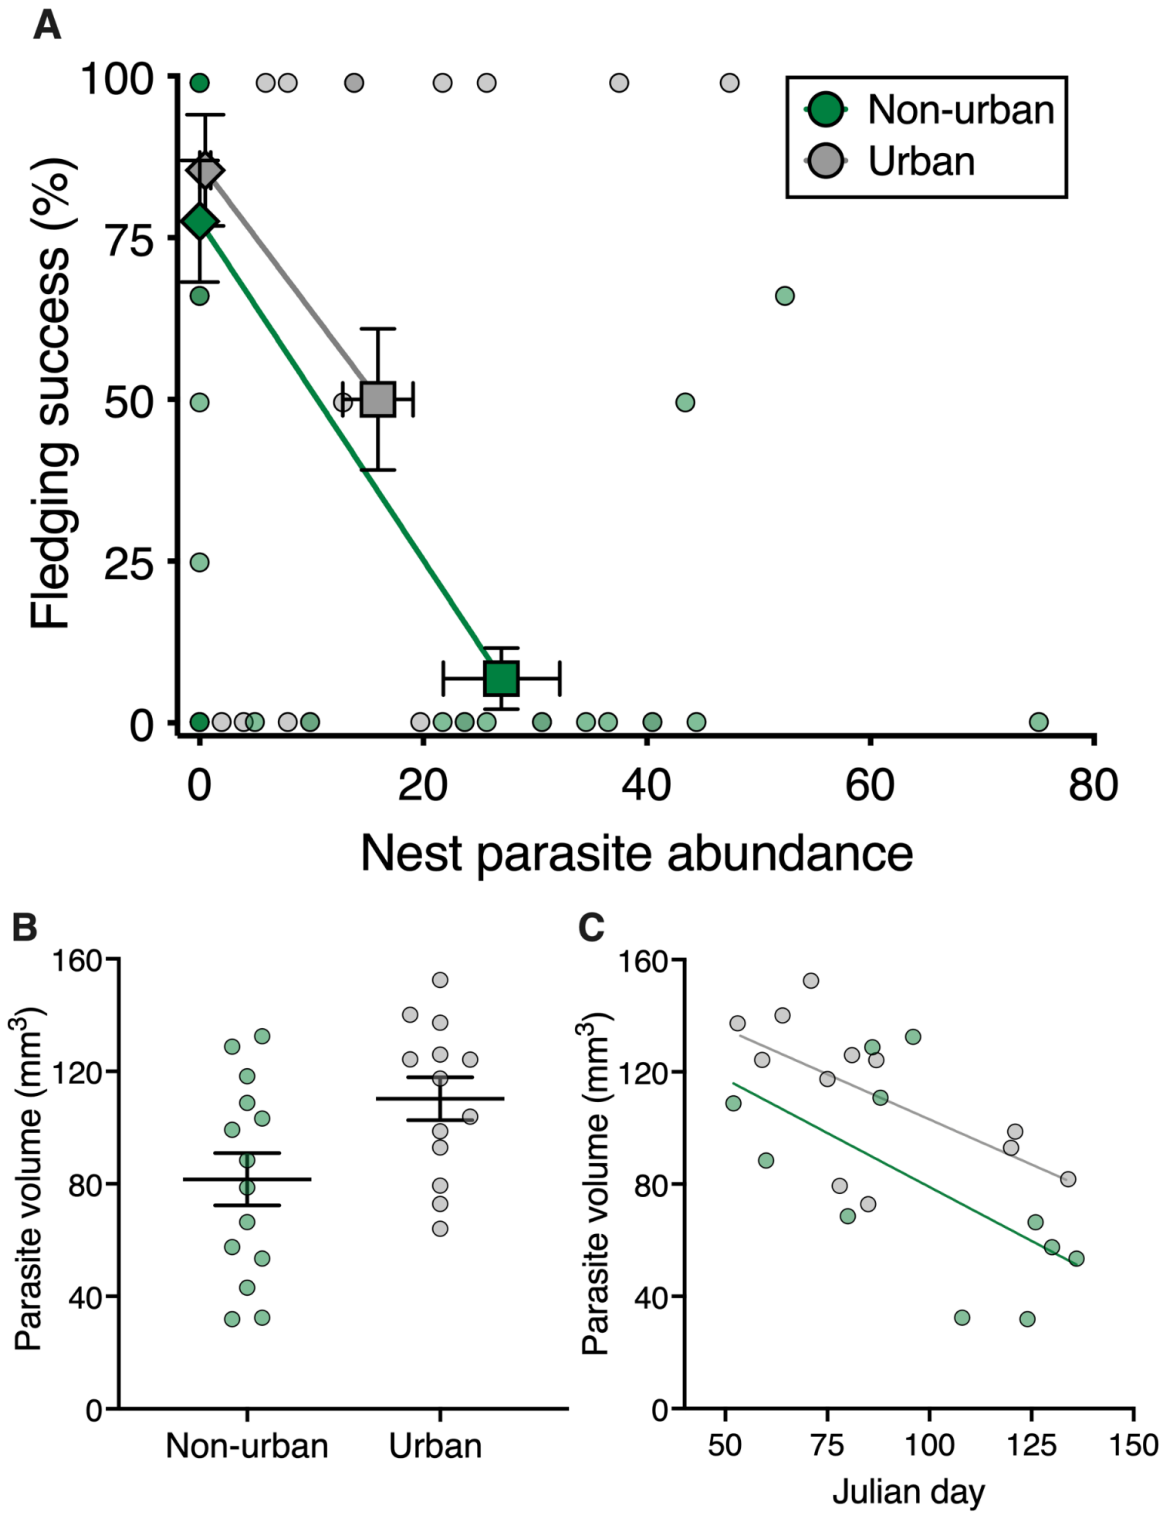 A
100
75
50
25
0
Fledging success (%)
Non-urban
Urban
0 20 40 60 80
Nest parasite abundance
B
160
120
80
40
0
Parasite volume (mm³)
Non-urban Urban
C
160
120
80
40
0
Parasite volume (mm³)
50 75 100 125 150
Julian day